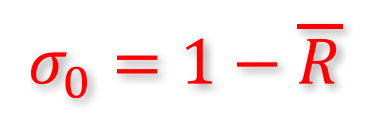 σ₀ = 1 − R̅